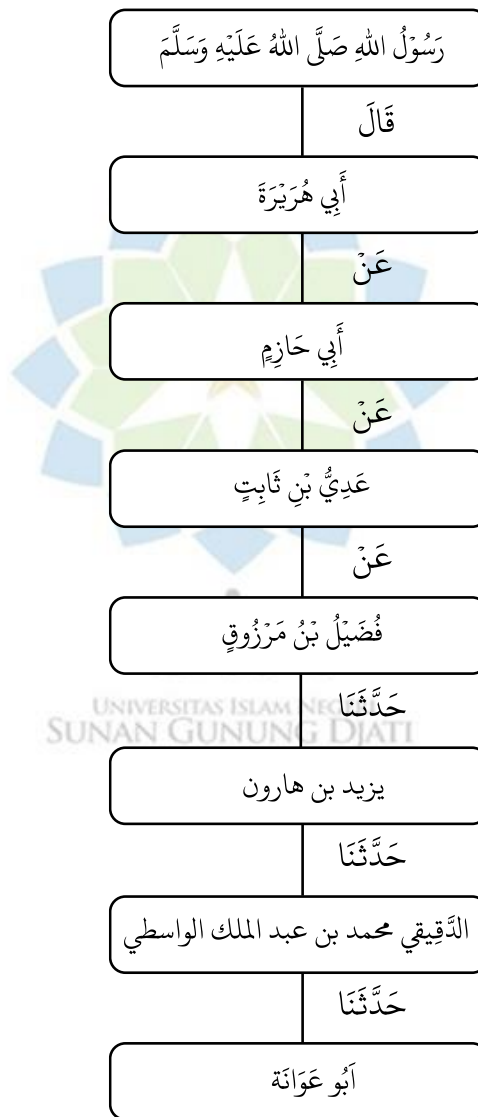 رَسُوْلُ اللهِ صَلَّى اللهُ عَلَيْهِ وَسَلَّمَ
قَالَ
أَبِي هُرَيْرَةَ
عَنْ
أَبِي حَازِمٍ
عَنْ
عَدِيُّ بْنِ ثَابِتٍ
عَنْ
فُضَيْلُ بْنُ مَرْزُوقٍ
UNIVERSITAS ISLAM NEGERI
حَدَّثَنَا
SUNAN GUNUNG DJATI
يزيد بن هارون
حَدَّثَنَا
الدَّقِيقي محمد بن عبد الملك الواسطي
حَدَّثَنَا
اَبُو عَوَانَة